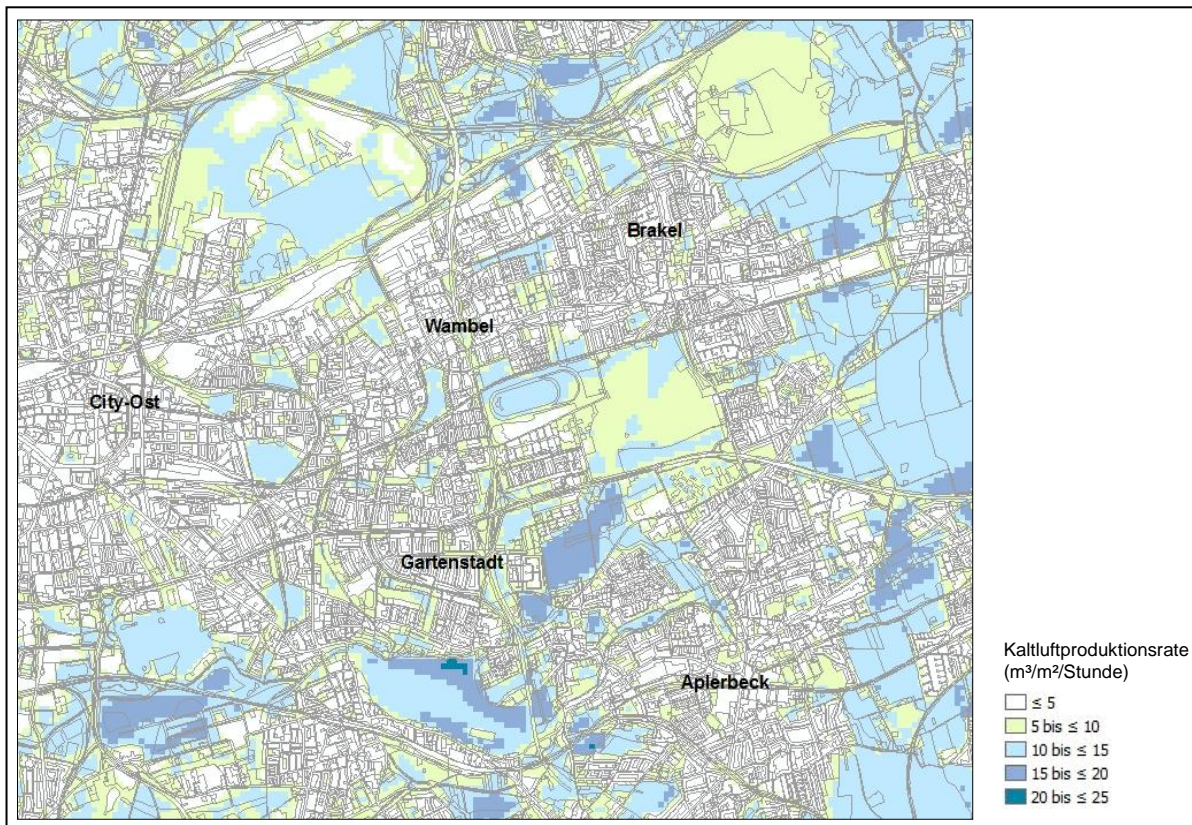 Brakel
Wambel
City-Ost
Gartenstadt
Aplerbeck
Kaltluftproduktionsrate
(m³/m²/Stunde)
≤ 5
5 bis ≤ 10
10 bis ≤ 15
15 bis ≤ 20
20 bis ≤ 25